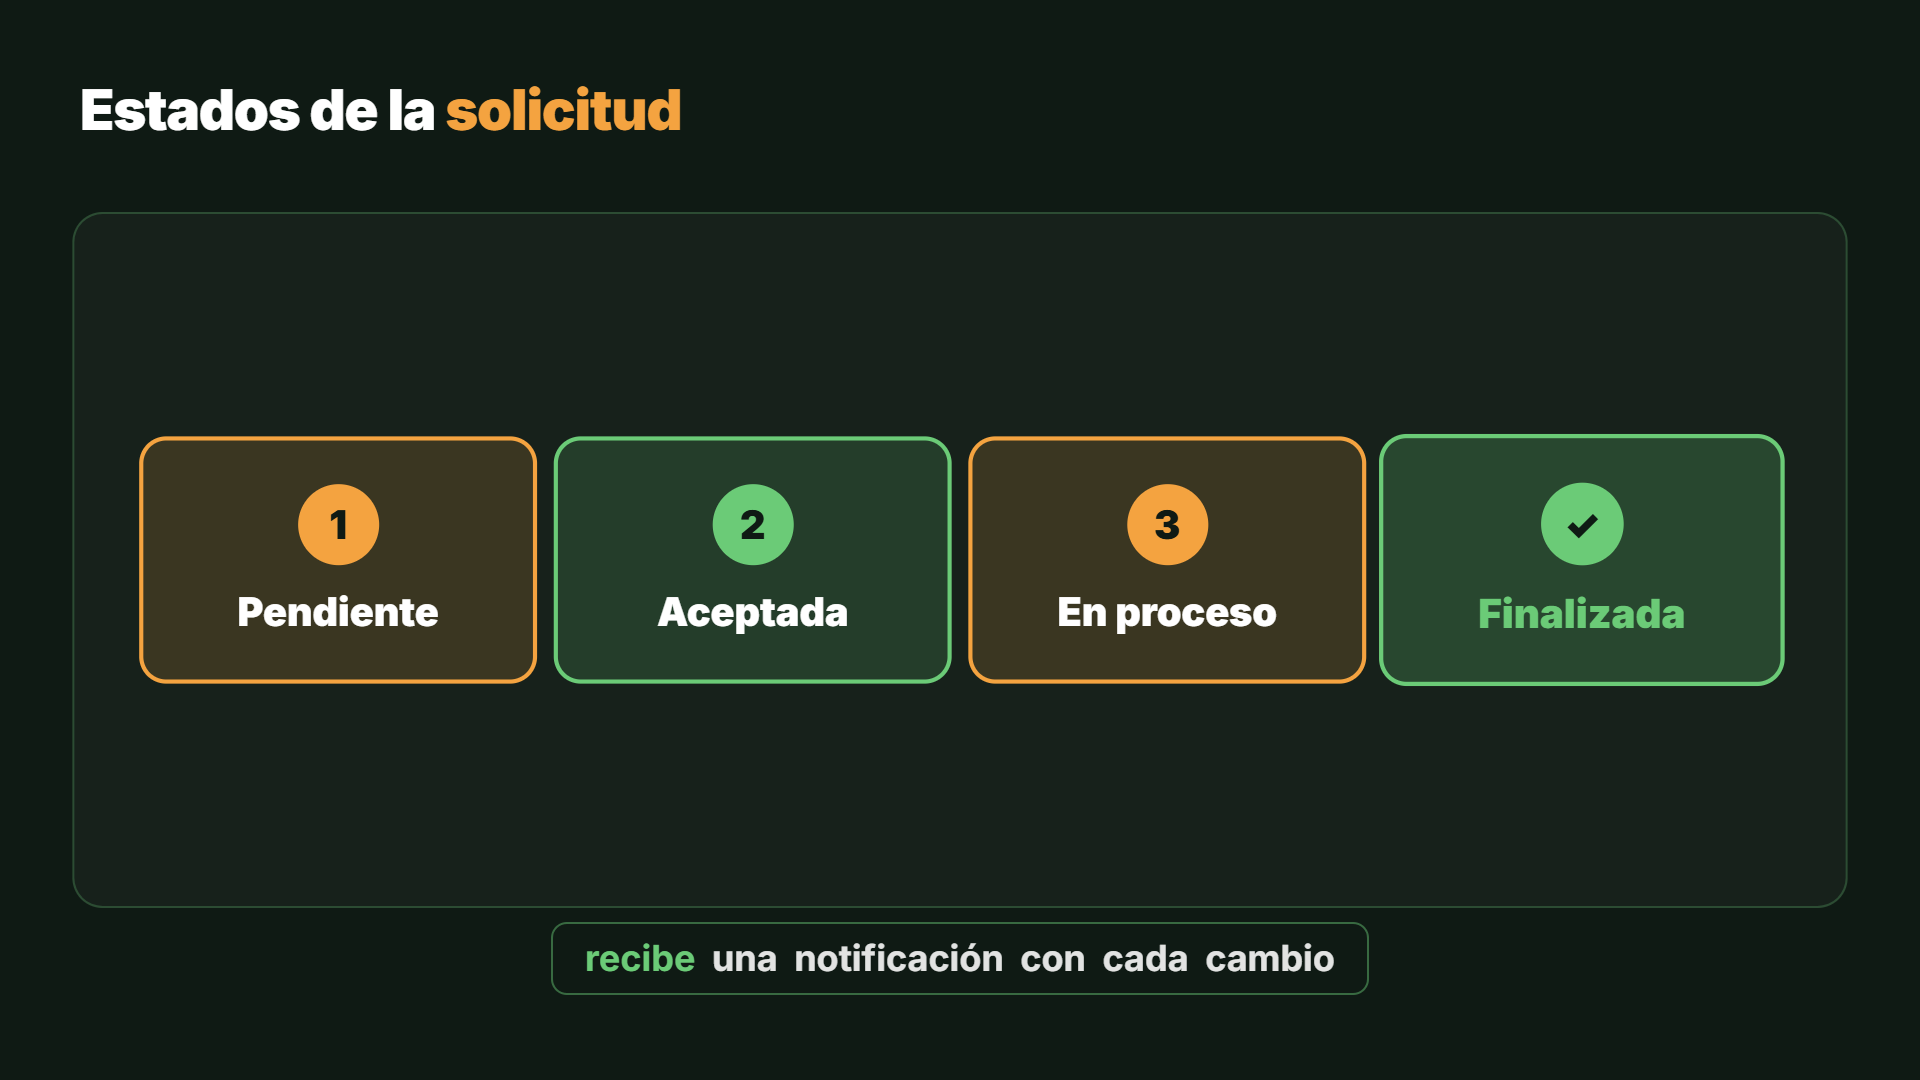 Estados de la solicitud
1
Pendiente
2
Aceptada
3
En proceso
✓
Finalizada
recibe una notificación con cada cambio